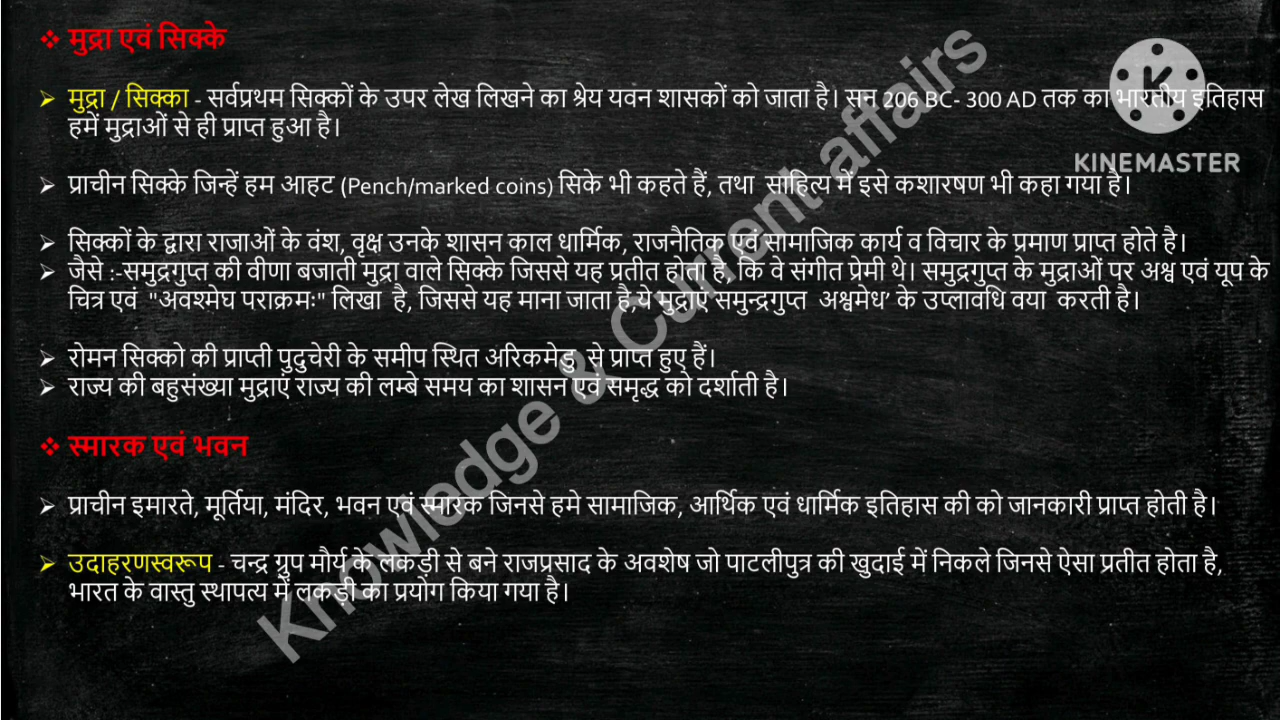 ❖ मुद्रा एवं सिक्के
➢ मुद्रा / सिक्का - सर्वप्रथम सिक्कों के उपर लेख लिखने का श्रेय यवन शासकों को जाता है। सन 206 BC- 300 AD तक का भारतीय इतिहास
हमें मुद्राओं से ही प्राप्त हुआ है।
KINEMASTER
➢ प्राचीन सिक्के जिन्हें हम आहट (Pench/marked coins) सिके भी कहते हैं, तथा साहित्य में इसे कशारषण भी कहा गया है।
➢ सिक्कों के द्वारा राजाओं के वंश, वृक्ष उनके शासन काल धार्मिक, राजनैतिक एवं सामाजिक कार्य व विचार के प्रमाण प्राप्त होते है।
➢ जैसे :-समुद्रगुप्त की वीणा बजाती मुद्रा वाले सिक्के जिससे यह प्रतीत होता है, कि वे संगीत प्रेमी थे। समुद्रगुप्त के मुद्राओं पर अश्व एवं यूप के
चित्र एवं "अवश्मेघ पराक्रमः" लिखा है, जिससे यह माना जाता है,ये मुद्राएं समुन्द्रगुप्त अश्वमेध’ के उप्लावधि वया करती है।
➢ रोमन सिक्को की प्राप्ती पुदुचेरी के समीप स्थित अरिकमेडु से प्राप्त हुए हैं।
➢ राज्य की बहुसंख्या मुद्राएं राज्य की लम्बे समय का शासन एवं समृद्ध को दर्शाती है।
❖ स्मारक एवं भवन
➢ प्राचीन इमारते, मूर्तिया, मंदिर, भवन एवं स्मारक जिनसे हमे सामाजिक, आर्थिक एवं धार्मिक इतिहास की को जानकारी प्राप्त होती है।
➢ उदाहरणस्वरूप - चन्द्र ग्रुप मौर्य के लकड़ी से बने राजप्रसाद के अवशेष जो पाटलीपुत्र की खुदाई में निकले जिनसे ऐसा प्रतीत होता है,
भारत के वास्तु स्थापत्य में लकड़ी का प्रयोग किया गया है।
Knowledge & Current affairs